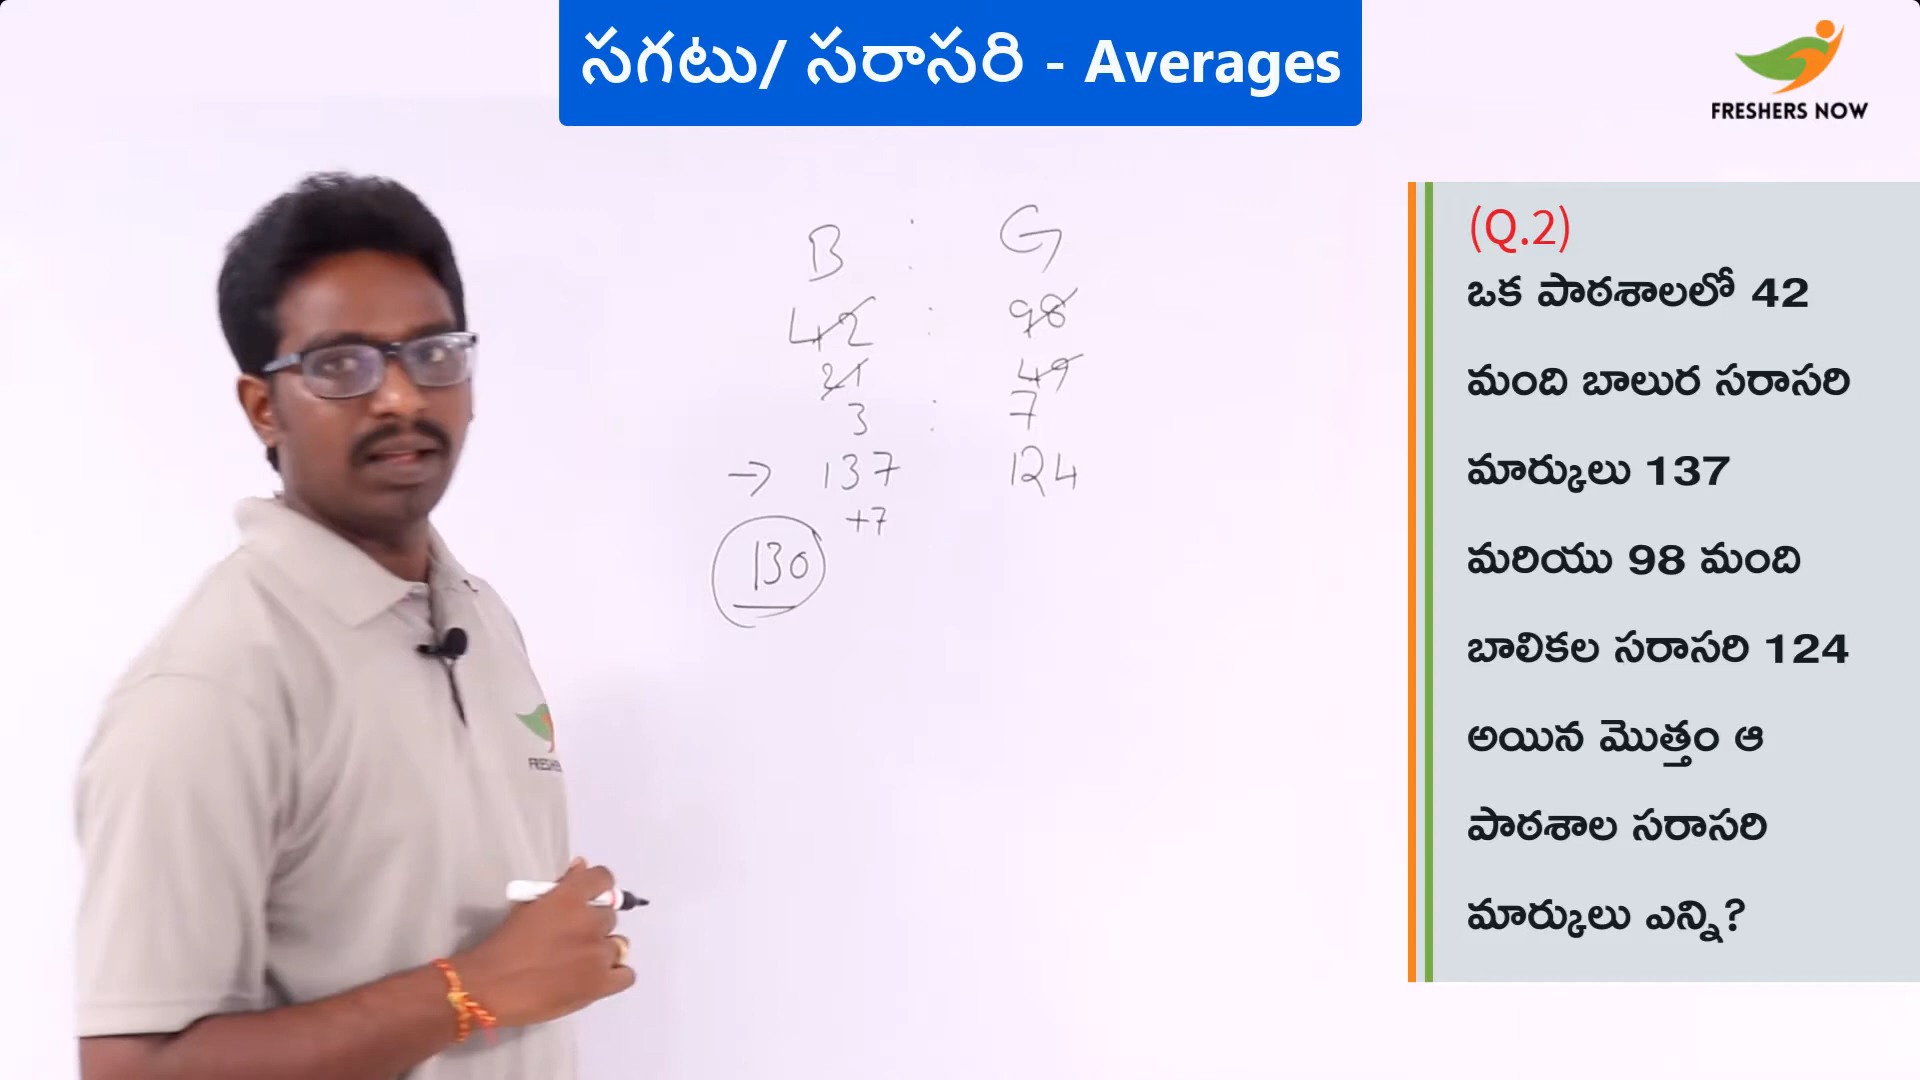 సగటు/ సరాసరి - Averages
FRESHERS NOW
(Q.2)
ఒక పాఠశాలలో 42
మంది బాలుర సరాసరి
మార్కులు 137
మరియు 98 మంది
బాలికల సరాసరి 124
అయిన మొత్తం ఆ
పాఠశాల సరాసరి
మార్కులు ఎన్ని?
B : G
42 : 98
21 49
3 : 7
→ 137 124
+7
130